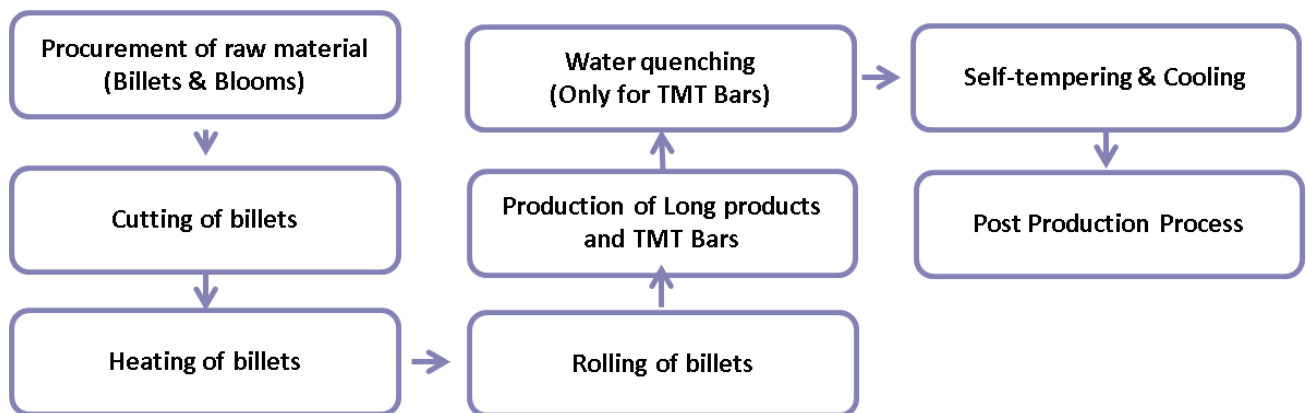 Procurement of raw material
(Billets & Blooms)
Cutting of billets
Heating of billets
Rolling of billets
Production of Long products
and TMT Bars
Water quenching
(Only for TMT Bars)
Self-tempering & Cooling
Post Production Process